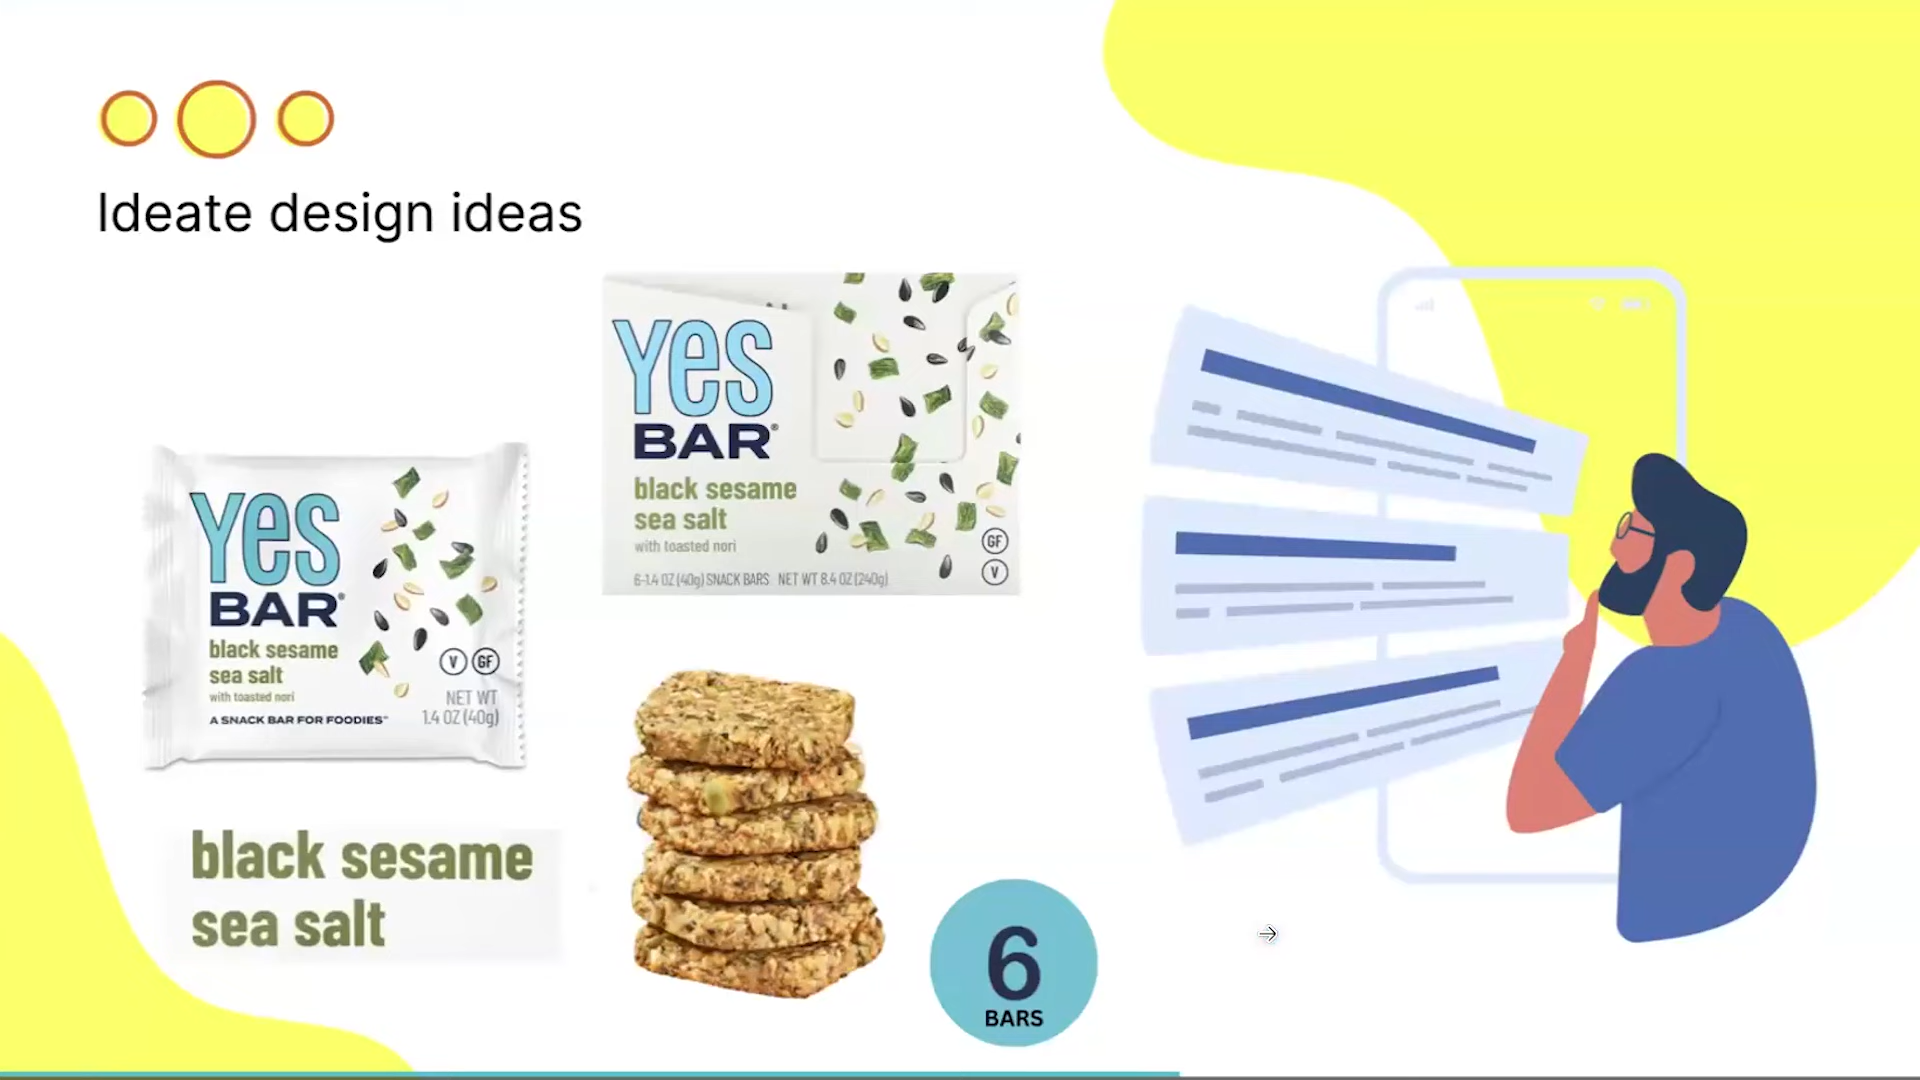 Ideate design ideas
Yes
BAR®
black sesame
sea salt
with toasted nori
6-1.4 OZ (40g) SNACK BARS NET WT 8.4 OZ (240g)
GF
V
Yes
BAR®
black sesame
sea salt
with toasted nori
A SNACK BAR FOR FOODIES™
V GF
NET WT
1.4 OZ (40g)
black sesame
sea salt
6
BARS